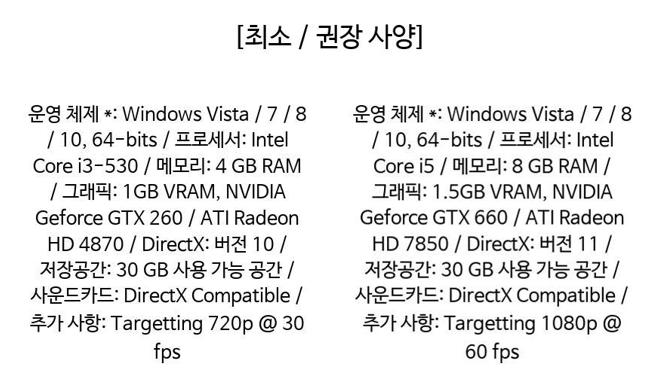 [최소 / 권장 사양]
운영 체제 *: Windows Vista / 7 / 8
/ 10, 64-bits / 프로세서: Intel
Core i3-530 / 메모리: 4 GB RAM
/ 그래픽: 1GB VRAM, NVIDIA
Geforce GTX 260 / ATI Radeon
HD 4870 / DirectX: 버전 10 /
저장공간: 30 GB 사용 가능 공간 /
사운드카드: DirectX Compatible /
추가 사항: Targetting 720p @ 30
fps
운영 체제 *: Windows Vista / 7 / 8
/ 10, 64-bits / 프로세서: Intel
Core i5 / 메모리: 8 GB RAM /
그래픽: 1.5GB VRAM, NVIDIA
Geforce GTX 660 / ATI Radeon
HD 7850 / DirectX: 버전 11 /
저장공간: 30 GB 사용 가능 공간 /
사운드카드: DirectX Compatible /
추가 사항: Targetting 1080p @
60 fps